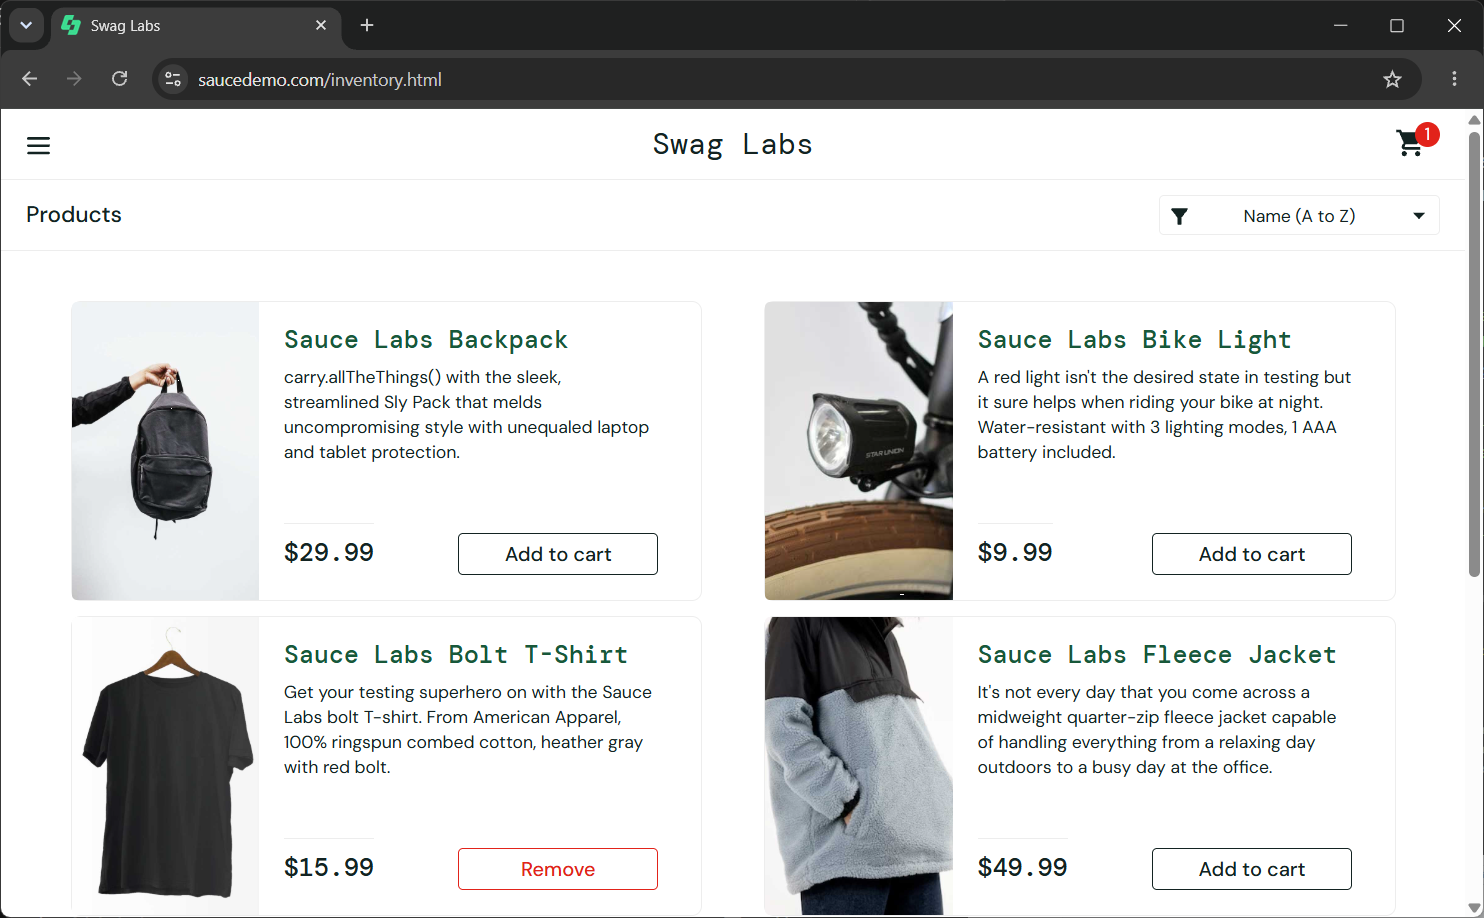 Swag Labs
saucedemo.com/inventory.html
Swag Labs
1
Products
Name (A to Z)
Sauce Labs Backpack
carry.allTheThings() with the sleek,
streamlined Sly Pack that melds
uncompromising style with unequaled laptop
and tablet protection.
$29.99
Add to cart
Sauce Labs Bike Light
A red light isn't the desired state in testing but
it sure helps when riding your bike at night.
Water-resistant with 3 lighting modes, 1 AAA
battery included.
STAR UNION
$9.99
Add to cart
Sauce Labs Bolt T-Shirt
Get your testing superhero on with the Sauce
Labs bolt T-shirt. From American Apparel,
100% ringspun combed cotton, heather gray
with red bolt.
$15.99
Remove
Sauce Labs Fleece Jacket
It's not every day that you come across a
midweight quarter-zip fleece jacket capable
of handling everything from a relaxing day
outdoors to a busy day at the office.
$49.99
Add to cart